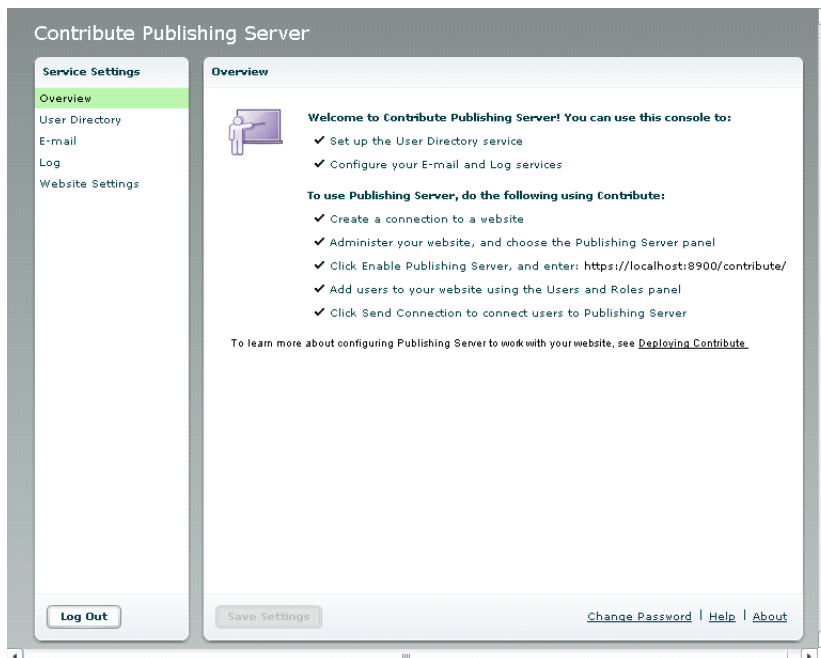 Contribute Publishing Server
Service Settings
Overview
User Directory
E-mail
Log
Website Settings
Log Out
Overview
Welcome to Contribute Publishing Server! You can use this console to:
✓ Set up the User Directory service
✓ Configure your E-mail and Log services
To use Publishing Server, do the following using Contribute:
✓ Create a connection to a website
✓ Administer your website, and choose the Publishing Server panel
✓ Click Enable Publishing Server, and enter: https://localhost:8900/contribute/
✓ Add users to your website using the Users and Roles panel
✓ Click Send Connection to connect users to Publishing Server
To learn more about configuring Publishing Server to work with your website, see Deploying Contribute
Save Settings
Change Password | Help | About